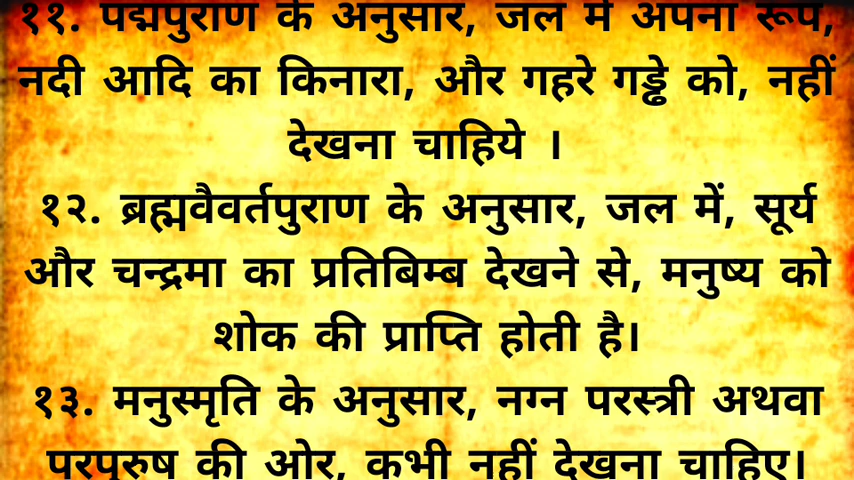 ११. पद्मपुराण के अनुसार, जल में अपना रूप,
नदी आदि का किनारा, और गहरे गड्ढे को, नहीं
देखना चाहिये ।
१२. ब्रह्मवैवर्तपुराण के अनुसार, जल में, सूर्य
और चन्द्रमा का प्रतिबिम्ब देखने से, मनुष्य को
शोक की प्राप्ति होती है।
१३. मनुस्मृति के अनुसार, नग्न परस्त्री अथवा
परपुरुष की ओर, कभी नहीं देखना चाहिए।